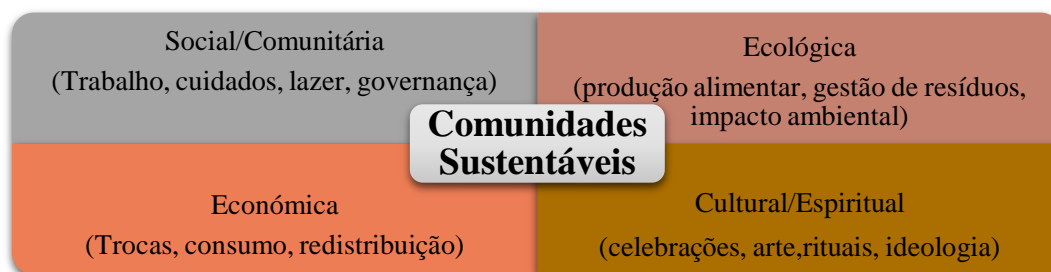 Social/Comunitária
(Trabalho, cuidados, lazer, governança)
Ecológica
(produção alimentar, gestão de resíduos,
impacto ambiental)
Comunidades
Sustentáveis
Económica
(Trocas, consumo, redistribuição)
Cultural/Espiritual
(celebrações, arte,rituais, ideologia)